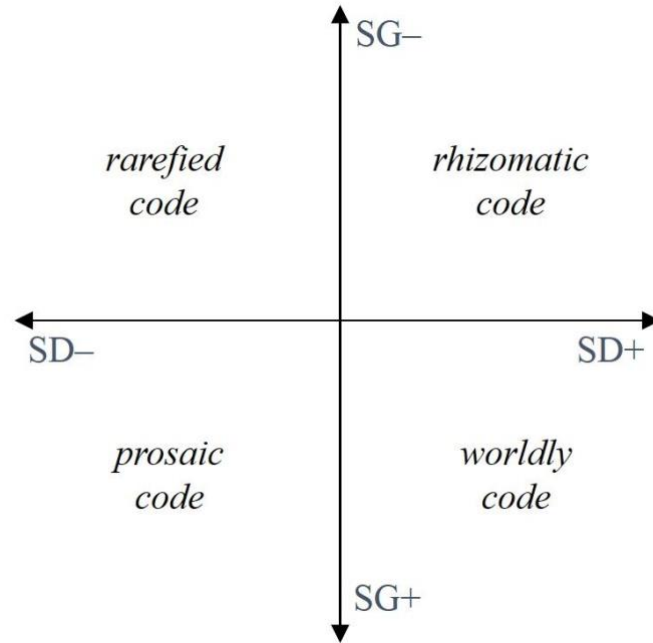 SG–
rarefied
code
rhizomatic
code
SD–
SD+
prosaic
code
worldly
code
SG+